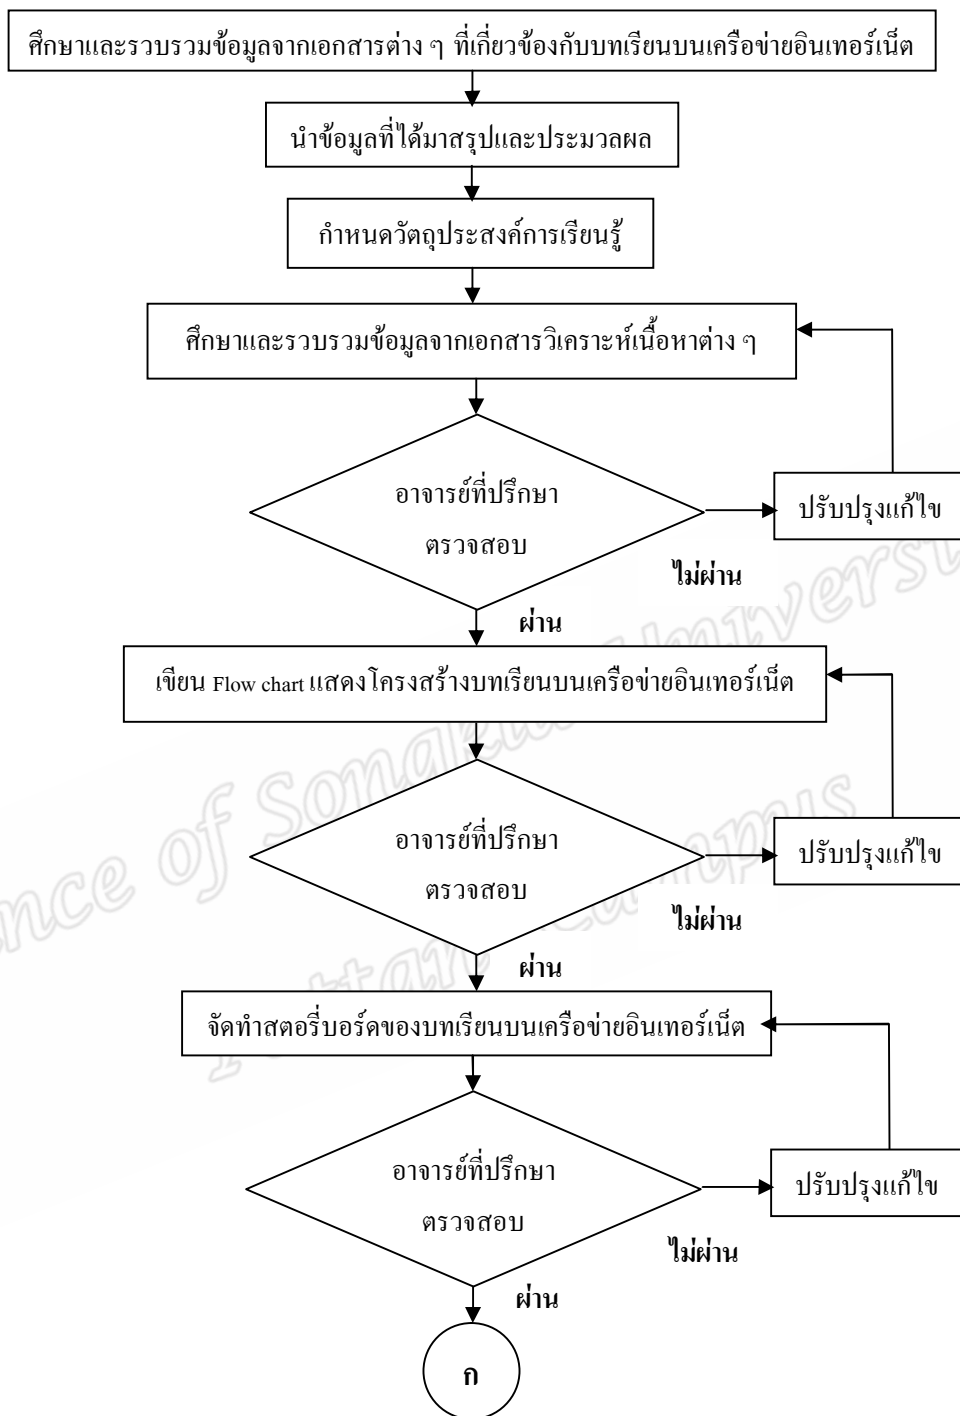 ศึกษาและรวบรวมข้อมูลจากเอกสารต่าง ๆ ที่เกี่ยวข้องกับบทเรียนบนเครือข่ายอินเทอร์เน็ต
นำข้อมูลที่ได้มาสรุปและประมวลผล
กำหนดวัตถุประสงค์การเรียนรู้
ศึกษาและรวบรวมข้อมูลจากเอกสารวิเคราะห์เนื้อหาต่าง ๆ
อาจารย์ที่ปรึกษา
ตรวจสอบ
ปรับปรุงแก้ไข
ไม่ผ่าน
ผ่าน
เขียน Flow chart แสดงโครงสร้างบทเรียนบนเครือข่ายอินเทอร์เน็ต
อาจารย์ที่ปรึกษา
ตรวจสอบ
ปรับปรุงแก้ไข
ไม่ผ่าน
ผ่าน
จัดทำสตอรี่บอร์ดของบทเรียนบนเครือข่ายอินเทอร์เน็ต
อาจารย์ที่ปรึกษา
ตรวจสอบ
ปรับปรุงแก้ไข
ไม่ผ่าน
ผ่าน
ก